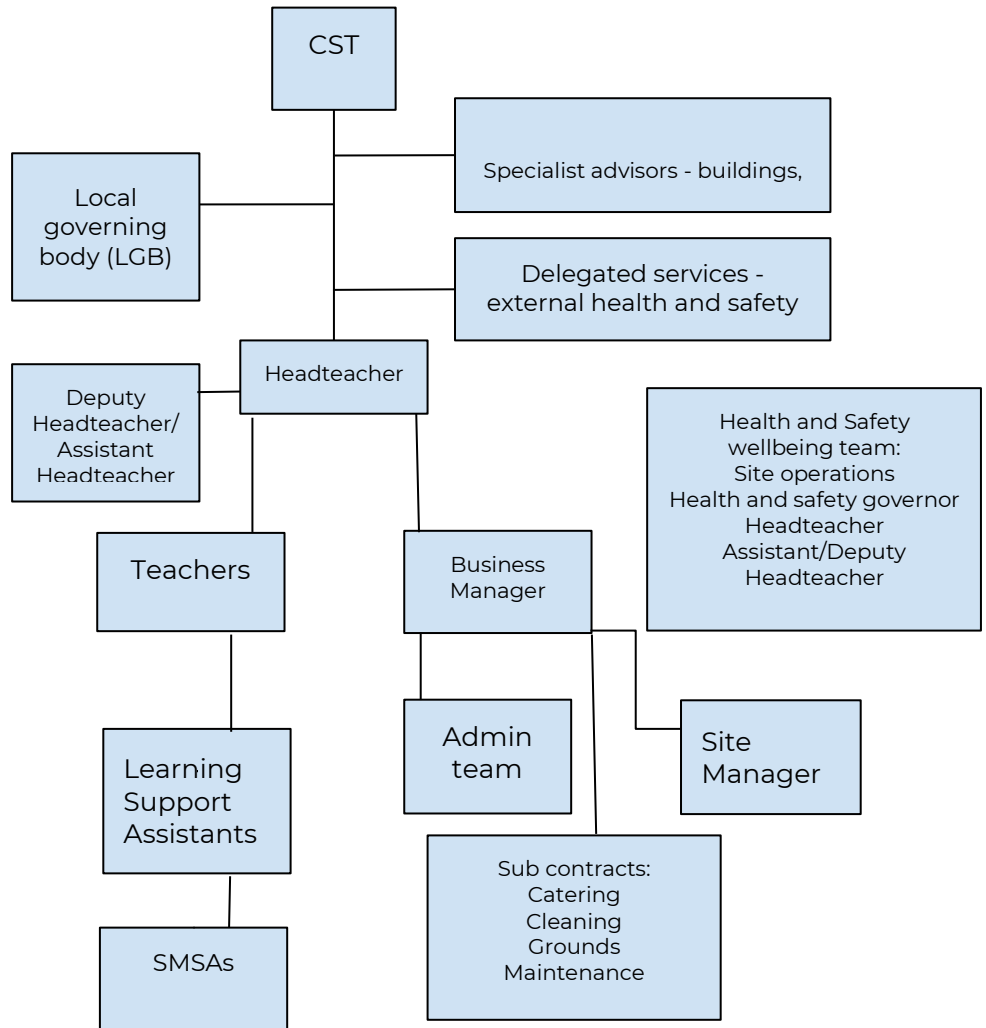 CST
Specialist advisors - buildings,
Local
governing
body (LGB)
Delegated services -
external health and safety
Headteacher
Deputy
Headteacher/
Assistant
Headteacher
Health and Safety
wellbeing team:
Site operations
Health and safety governor
Headteacher
Assistant/Deputy
Headteacher
Teachers
Business
Manager
Learning
Support
Assistants
Admin
team
Site
Manager
Sub contracts:
Catering
Cleaning
Grounds
Maintenance
SMSAs